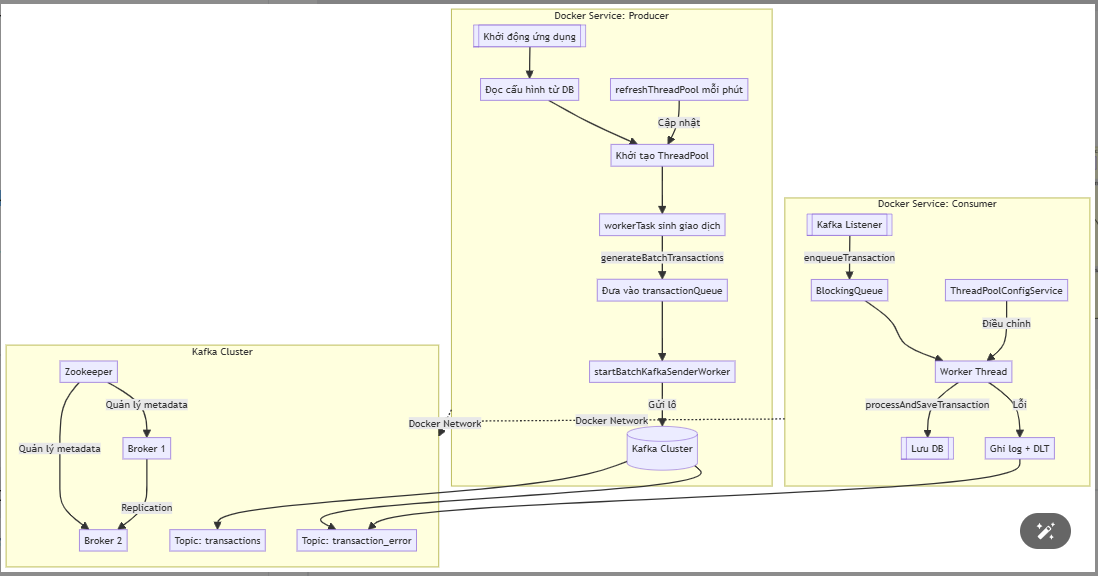 Docker Service: Producer
Khởi động ứng dụng
Đọc cấu hình từ DB
refreshThreadPool mỗi phút
Cập nhật
Khởi tạo ThreadPool
workerTask sinh giao dịch
generateBatchTransactions
Đưa vào transactionQueue
startBatchKafkaSenderWorker
Gửi lô
Kafka Cluster
Docker Service: Consumer
Kafka Listener
enqueueTransaction
BlockingQueue
ThreadPoolConfigService
Điều chỉnh
Worker Thread
processAndSaveTransaction
Lỗi
Lưu DB
Ghi log + DLT
Docker Network
Docker Network
Kafka Cluster
Zookeeper
Quản lý metadata
Quản lý metadata
Broker 1
Replication
Broker 2
Topic: transactions
Topic: transaction_error